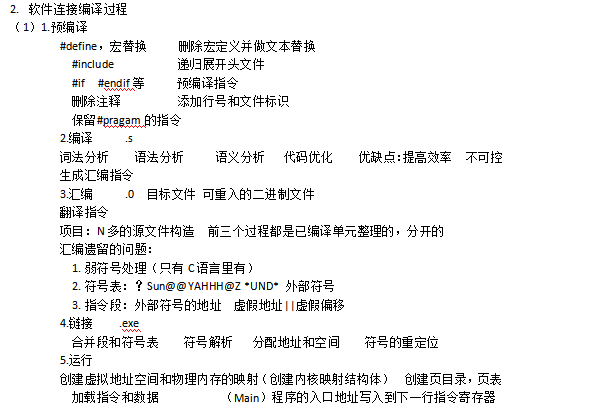 2. 软件连接编译过程
（1）1.预编译
#define，宏替换 删除宏定义并做文本替换
#include 递归展开头文件
#if #endif 等 预编译指令
删除注释 添加行号和文件标识
保留#pragam 的指令
2.编译 .s
词法分析 语法分析 语义分析 代码优化 优缺点:提高效率 不可控
生成汇编指令
3.汇编 .0 目标文件 可重入的二进制文件
翻译指令
项目：N 多的源文件构造 前三个过程都是已编译单元整理的，分开的
汇编遗留的问题：
1. 弱符号处理（只有 C 语言里有）
2. 符号表：？Sun@@YAHHH@Z *UND* 外部符号
3. 指令段：外部符号的地址 虚假地址||虚假偏移
4.链接 .exe
合并段和符号表 符号解析 分配地址和空间 符号的重定位
5.运行
创建虚拟地址空间和物理内存的映射（创建内核映射结构体） 创建页目录，页表
加载指令和数据 （Main）程序的入口地址写入到下一行指令寄存器